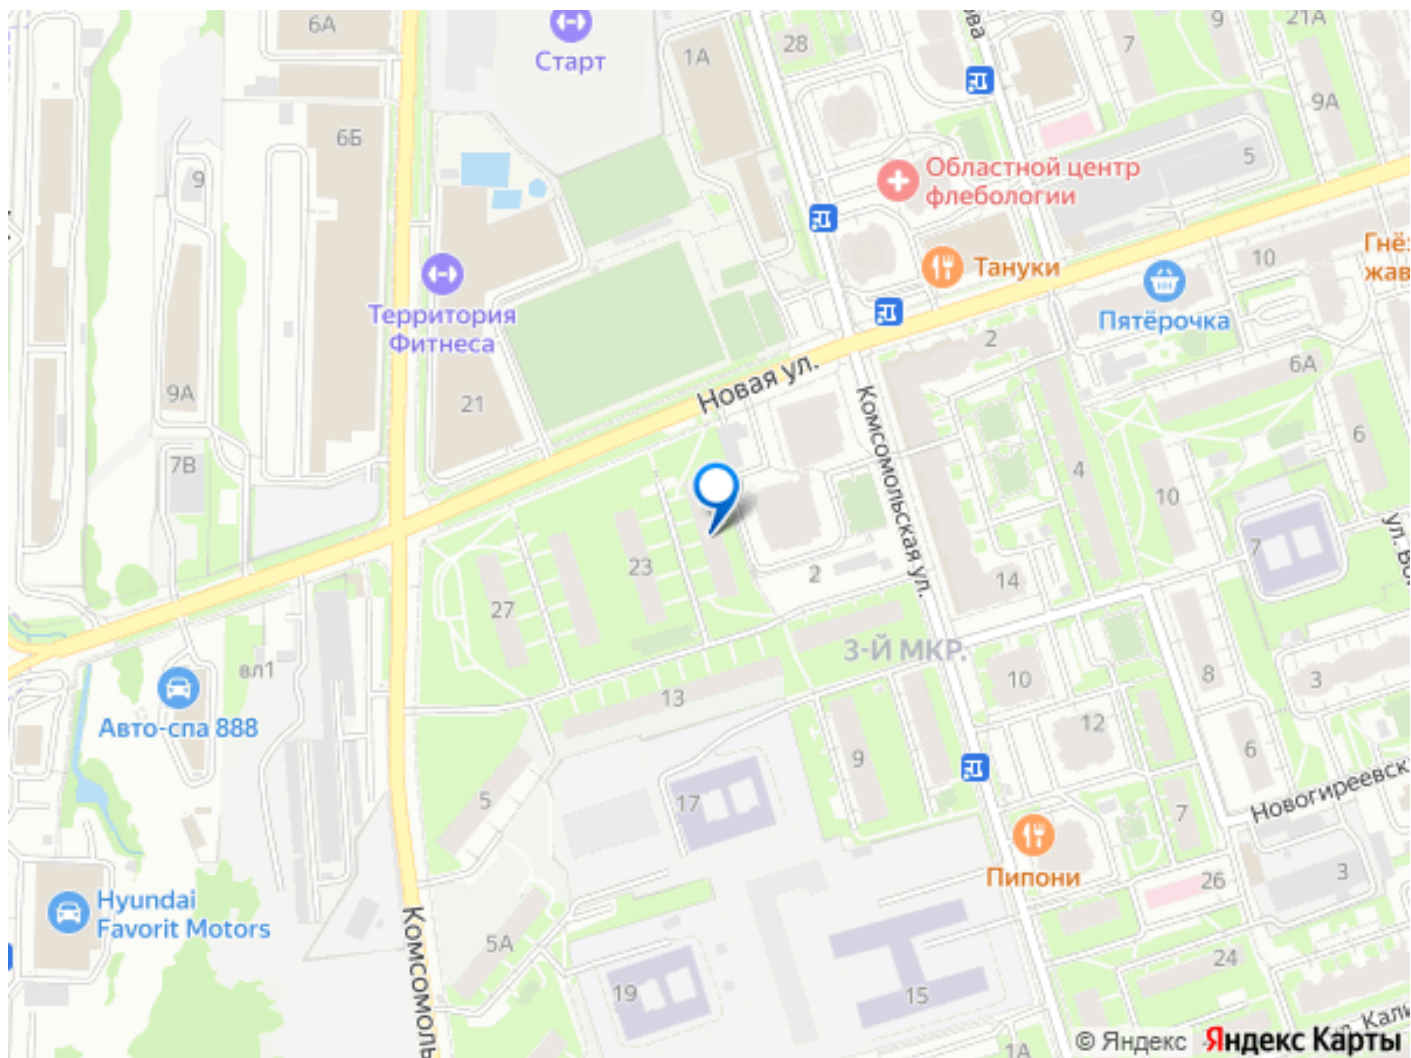 6А
Старт
1А
28
7
9
21А
9А
6Б
5
9
Областной центр
флебологии
Тануки
10
Пятёрочка
Территория
Фитнеса
2
6А
9А
21
Новая ул.
Комсомольская ул.
6
4
7В
10
7
23
2
14
27
3-Й МКР.
вл1
10
8
3
13
Авто-спа 888
12
9
6
5
17
7
Новогиреевск
Пипони
3
26
Hyundai
Favorit Motors
5А
Комсомоль
24
19
15
1А
© Яндекс
Яндекс Карты